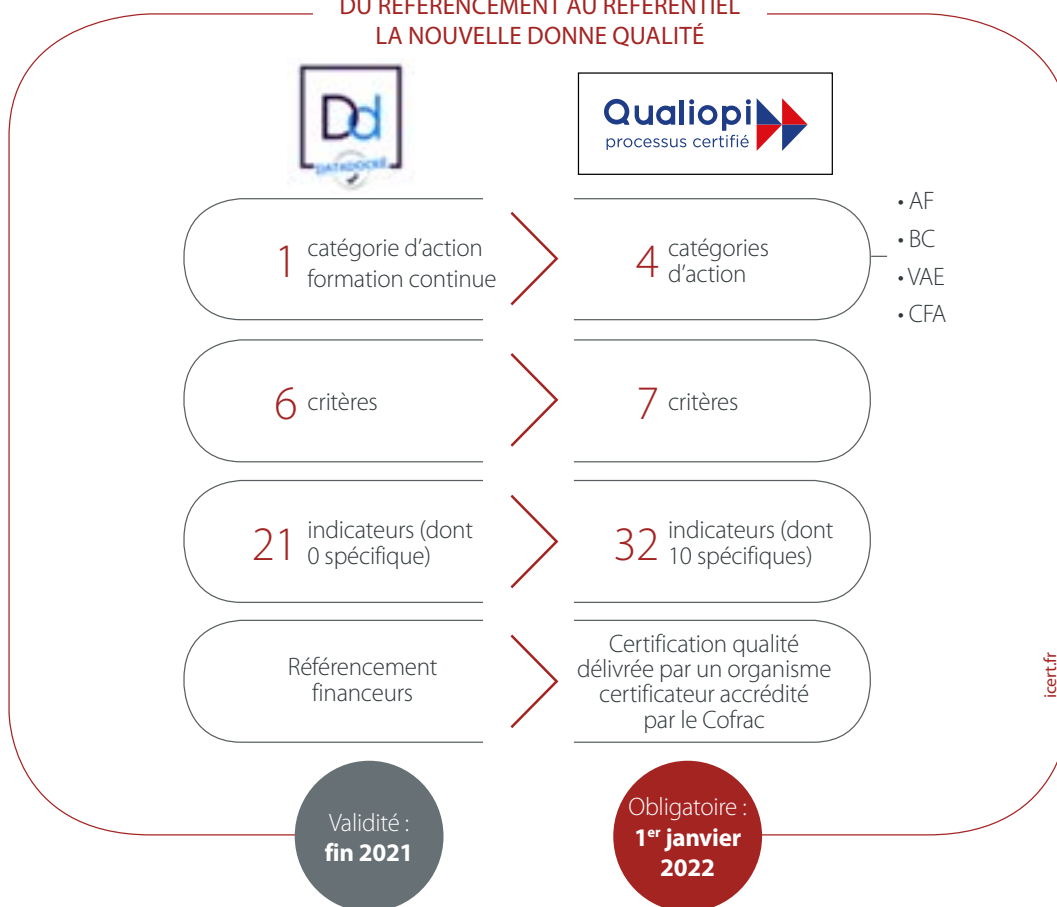 DU RÉFÉRENCEMENT AU RÉFÉRENTIEL
LA NOUVELLE DONNE QUALITÉ
Dd
DATADOCKÉ
Qualiopi
processus certifié
1 catégorie d'action
formation continue
4 catégories
d'action
• AF
• BC
• VAE
• CFA
6 critères
7 critères
21 indicateurs (dont
0 spécifique)
32 indicateurs (dont
10 spécifiques)
Référencement
financeurs
Certification qualité
délivrée par un organisme
certificateur accrédité
par le Cofrac
icert.fr
Validité :
fin 2021
Obligatoire :
1er janvier
2022